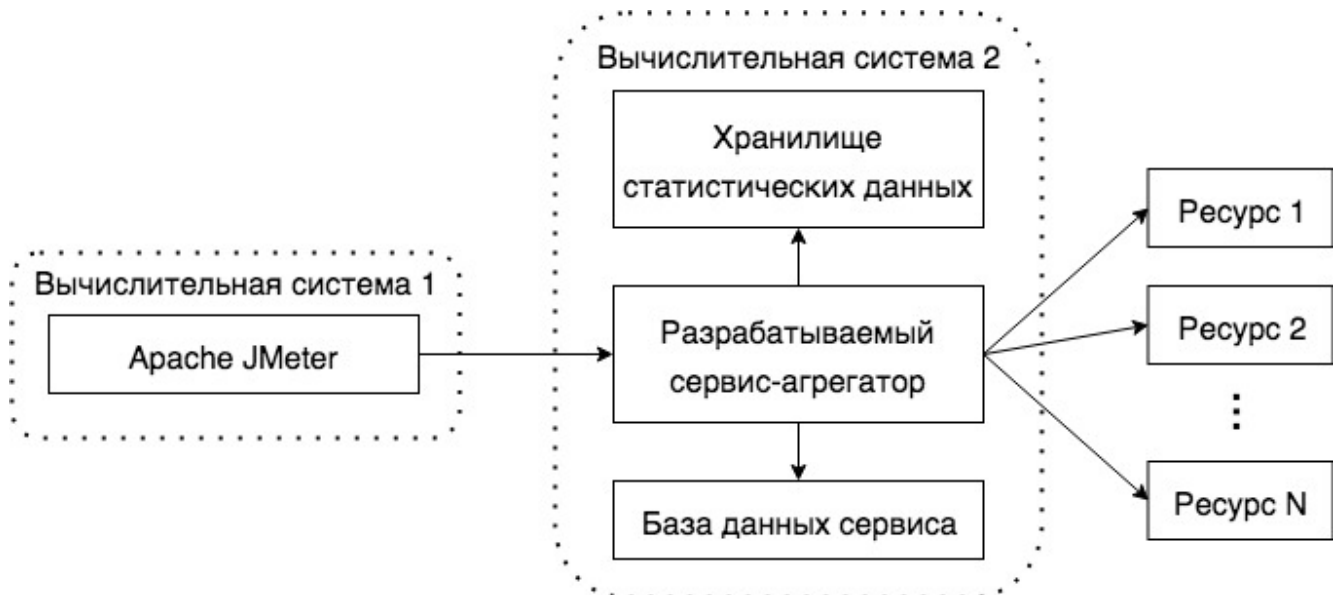 Вычислительная система 2
Хранилище
статистических данных
Ресурс 1
Вычислительная система 1
Apache JMeter
Разрабатываемый
сервис-агрегатор
Ресурс 2
База данных сервиса
Ресурс N